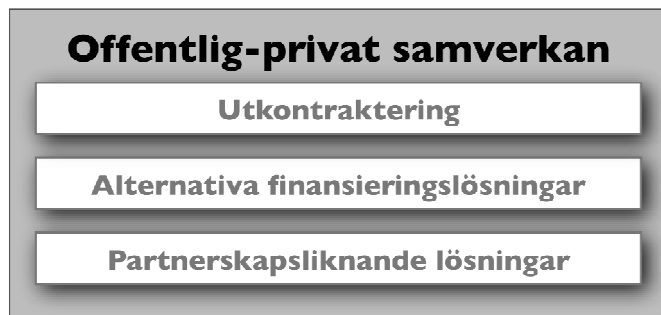 Offentlig-privat samverkan
Utkontraktering
Alternativa finansieringslösningar
Partnerskapsliknande lösningar